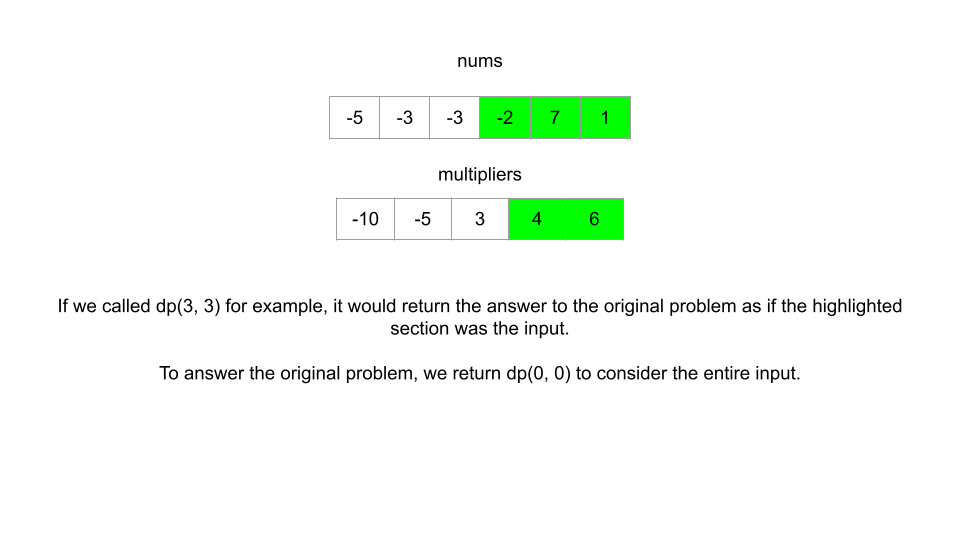 nums
-5 -3 -3 -2 7 1
multipliers
-10 -5 3 4 6
If we called dp(3, 3) for example, it would return the answer to the original problem as if the highlighted
section was the input.
To answer the original problem, we return dp(0, 0) to consider the entire input.